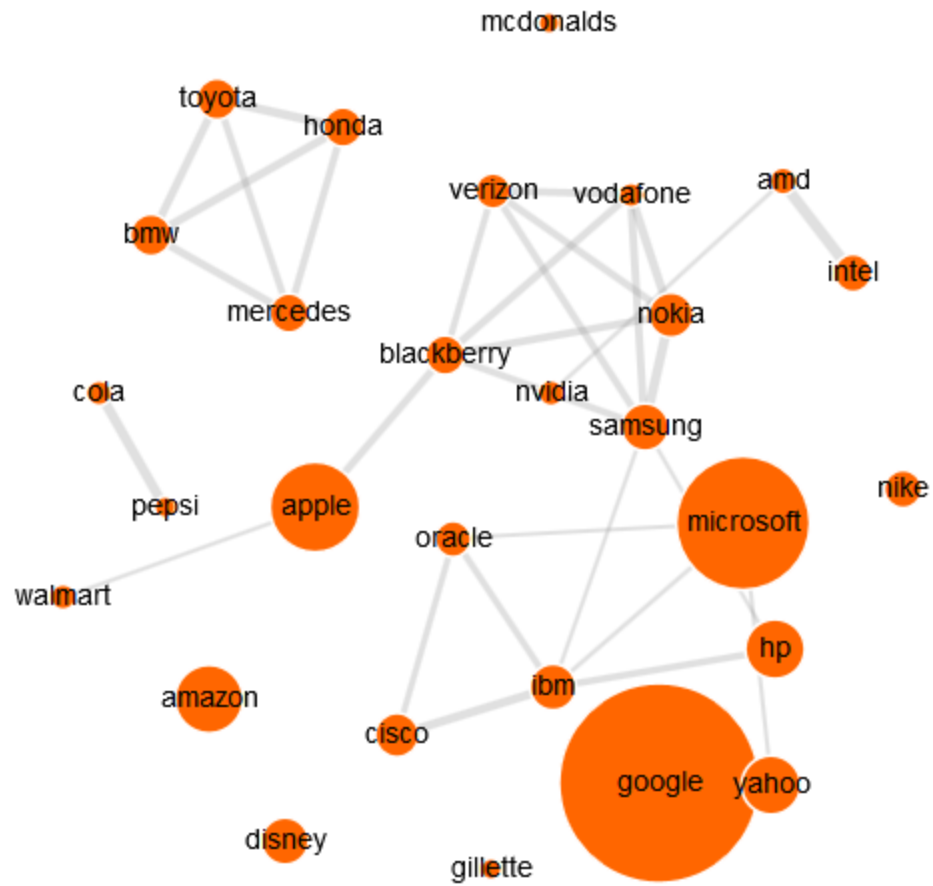 mcdonalds
toyota
honda
verizon
vodafone
amd
bmw
intel
mercedes
nokia
blackberry
cola
nvidia
samsung
pepsi
apple
nike
microsoft
oracle
walmart
hp
ibm
amazon
cisco
google
yahoo
disney
gillette